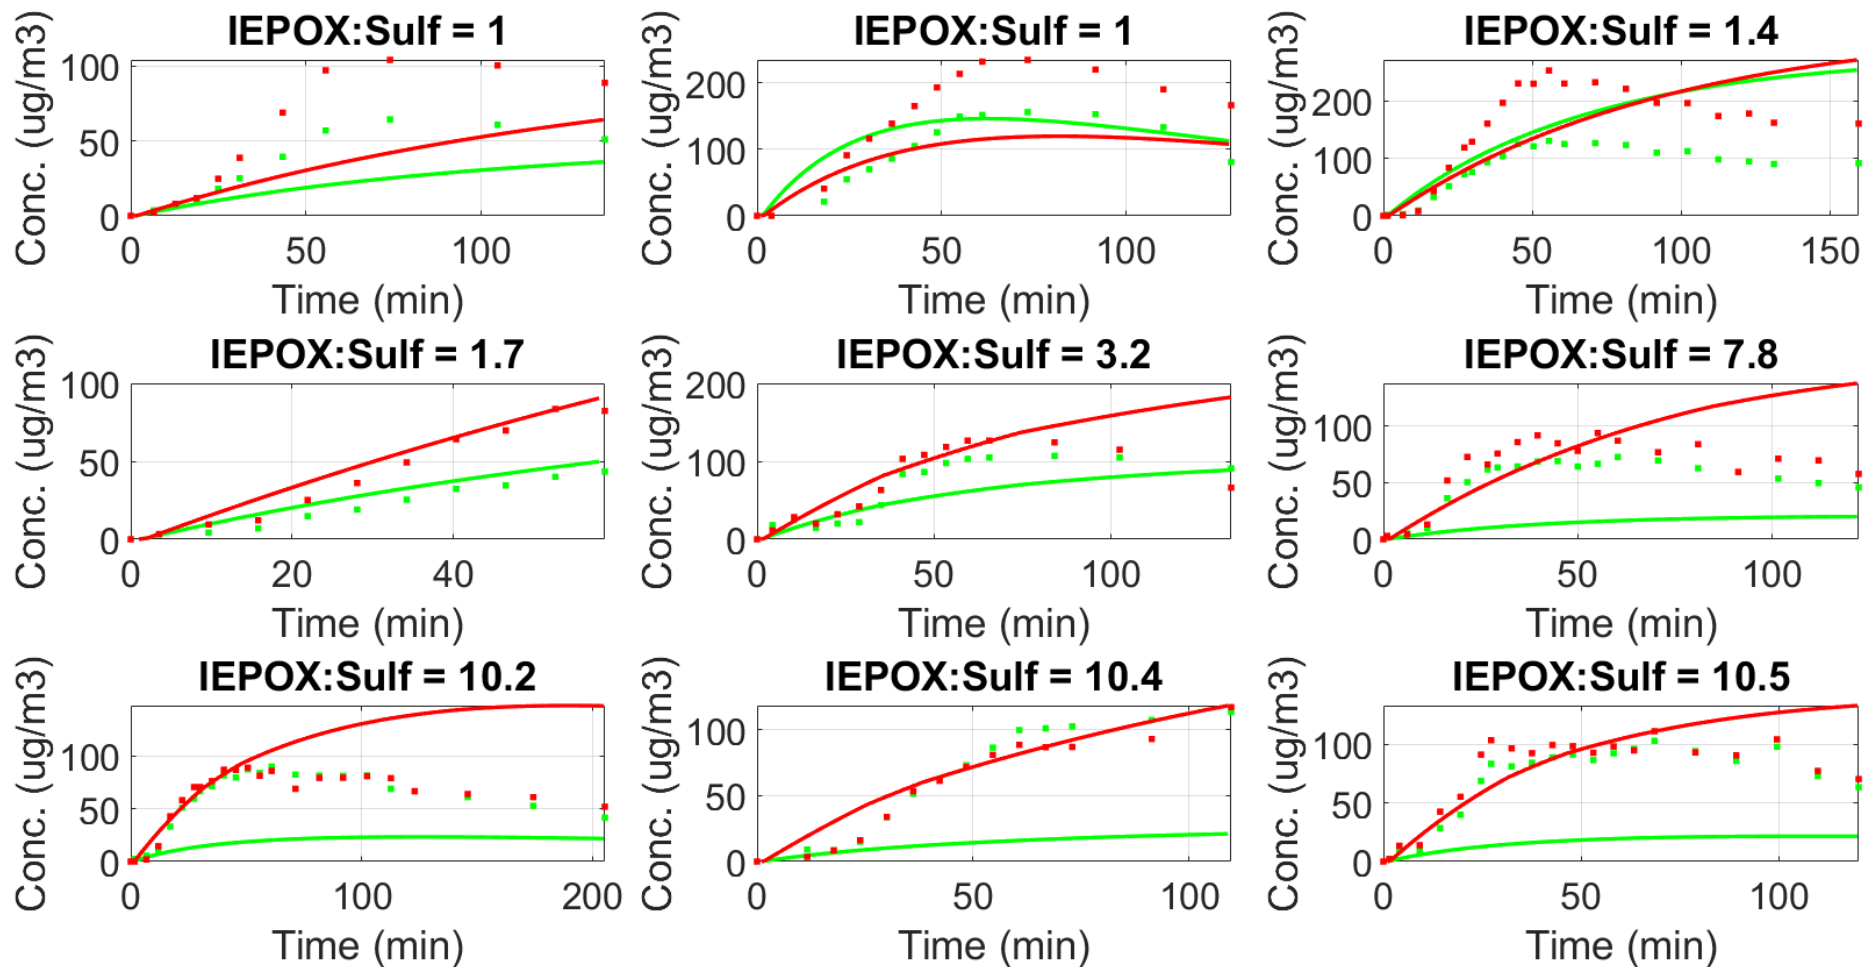 IEPOX:Sulf = 1
Conc. (ug/m3)
100
50
0
0 50 100
Time (min)
IEPOX:Sulf = 1
Conc. (ug/m3)
200
100
0
0 50 100
Time (min)
IEPOX:Sulf = 1.4
Conc. (ug/m3)
200
100
0
0 50 100 150
Time (min)
IEPOX:Sulf = 1.7
Conc. (ug/m3)
100
50
0
0 20 40
Time (min)
IEPOX:Sulf = 3.2
Conc. (ug/m3)
200
100
0
0 50 100
Time (min)
IEPOX:Sulf = 7.8
Conc. (ug/m3)
100
50
0
0 50 100
Time (min)
IEPOX:Sulf = 10.2
Conc. (ug/m3)
100
50
0
0 100 200
Time (min)
IEPOX:Sulf = 10.4
Conc. (ug/m3)
100
50
0
0 50 100
Time (min)
IEPOX:Sulf = 10.5
Conc. (ug/m3)
100
50
0
0 50 100
Time (min)